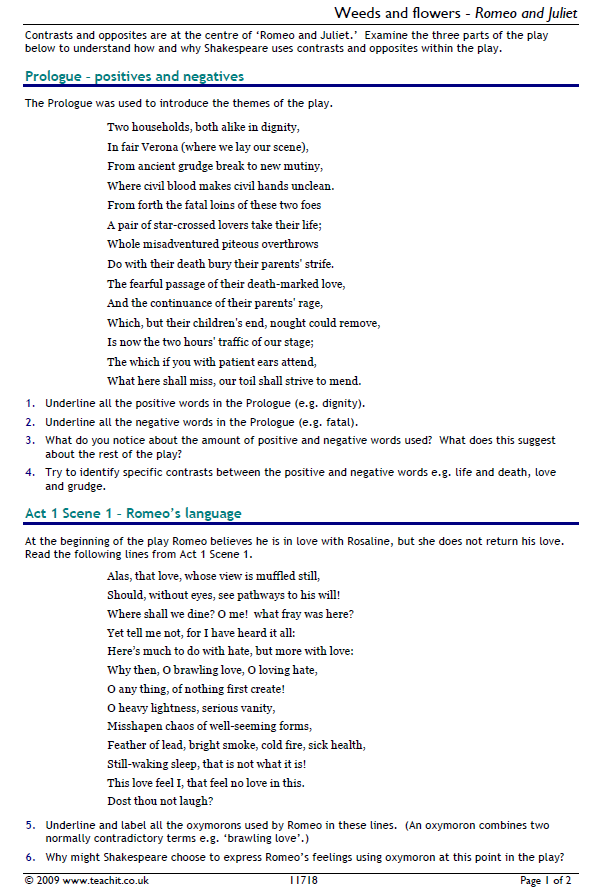 Weeds and flowers - Romeo and Juliet
Contrasts and opposites are at the centre of ‘Romeo and Juliet.’  Examine the three parts of the play
below to understand how and why Shakespeare uses contrasts and opposites within the play.
Prologue - positives and negatives
The Prologue was used to introduce the themes of the play.
Two households, both alike in dignity,
In fair Verona (where we lay our scene),
From ancient grudge break to new mutiny,
Where civil blood makes civil hands unclean.
From forth the fatal loins of these two foes
A pair of star-crossed lovers take their life;
Whole misadventured piteous overthrows
Do with their death bury their parents' strife.
The fearful passage of their death-marked love,
And the continuance of their parents' rage,
Which, but their children's end, nought could remove,
Is now the two hours' traffic of our stage;
The which if you with patient ears attend,
What here shall miss, our toil shall strive to mend.
1. Underline all the positive words in the Prologue (e.g. dignity).
2. Underline all the negative words in the Prologue (e.g. fatal).
3. What do you notice about the amount of positive and negative words used?  What does this suggest
about the rest of the play?
4. Try to identify specific contrasts between the positive and negative words e.g. life and death, love
and grudge.
Act 1 Scene 1 – Romeo’s language
At the beginning of the play Romeo believes he is in love with Rosaline, but she does not return his love.
Read the following lines from Act 1 Scene 1.
Alas, that love, whose view is muffled still,
Should, without eyes, see pathways to his will!
Where shall we dine? O me!  what fray was here?
Yet tell me not, for I have heard it all:
Here’s much to do with hate, but more with love:
Why then, O brawling love, O loving hate,
O any thing, of nothing first create!
O heavy lightness, serious vanity,
Misshapen chaos of well-seeming forms,
Feather of lead, bright smoke, cold fire, sick health,
Still-waking sleep, that is not what it is!
This love feel I, that feel no love in this.
Dost thou not laugh?
5. Underline and label all the oxymorons used by Romeo in these lines.  (An oxymoron combines two
normally contradictory terms e.g. ‘brawling love’.)
6. Why might Shakespeare choose to express Romeo’s feelings using oxymoron at this point in the play?
© 2009 www.teachit.co.uk 11718 Page 1 of 2